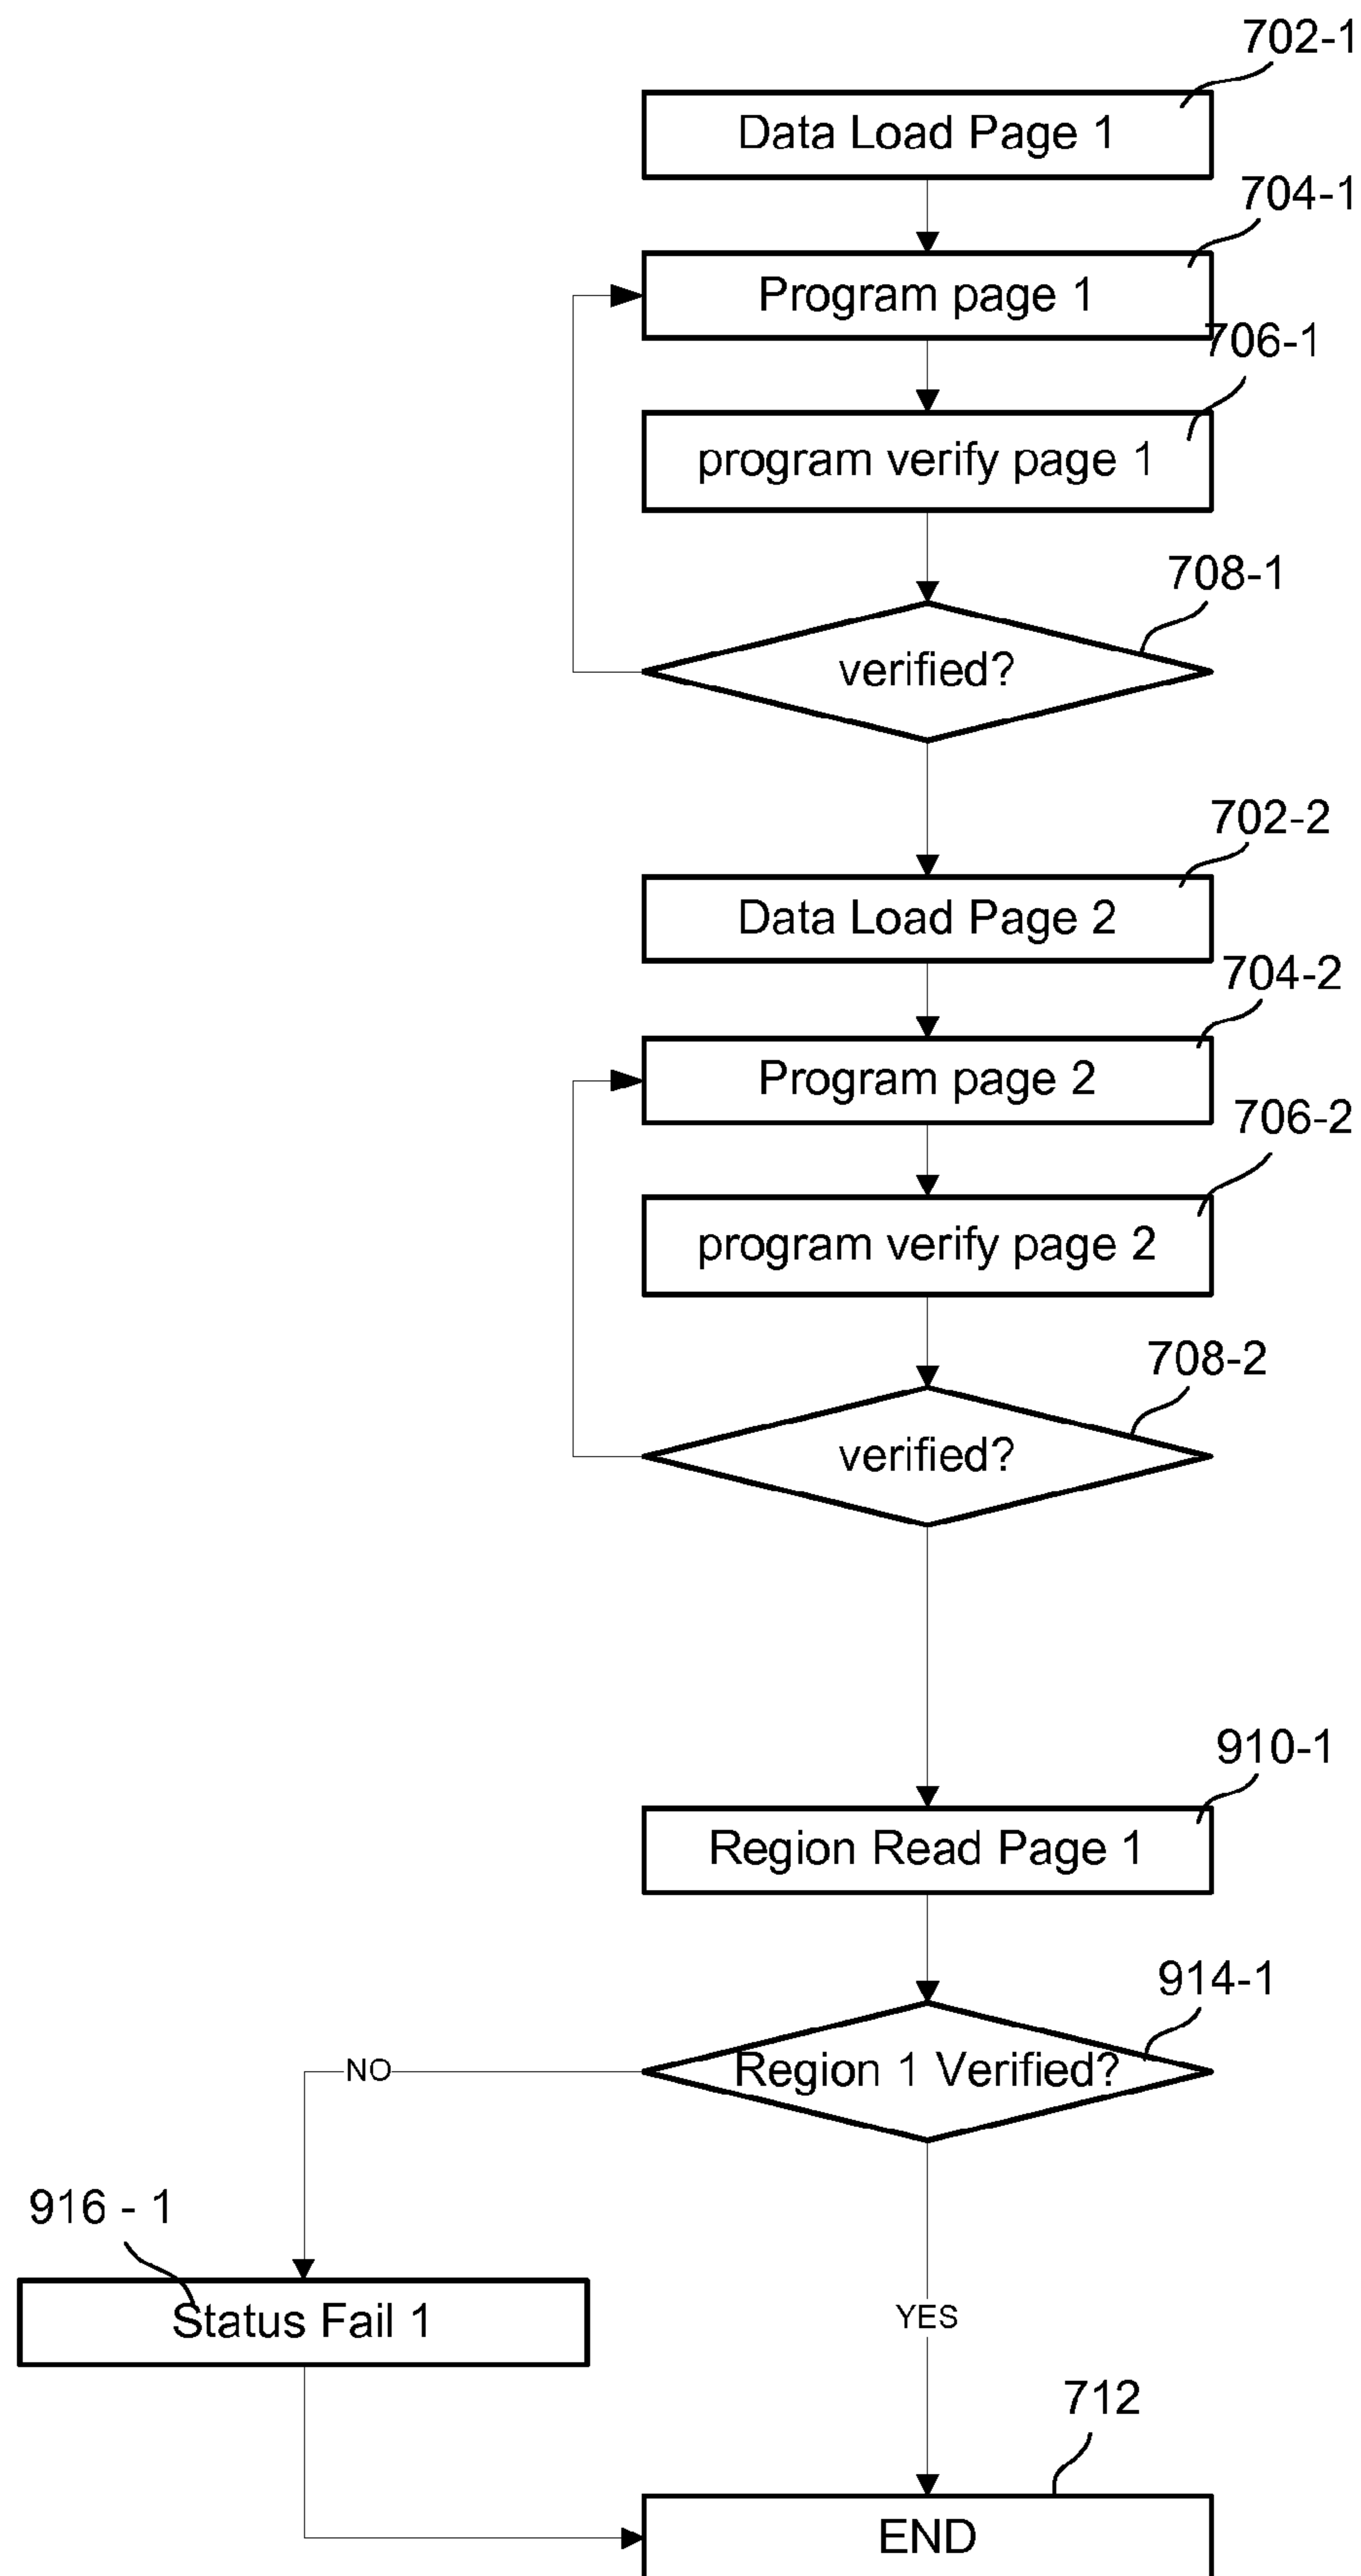 702-1
Data Load Page 1
704-1
Program page 1
706-1
program verify page 1
708-1
verified?
702-2
Data Load Page 2
704-2
Program page 2
706-2
program verify page 2
708-2
verified?
910-1
Region Read Page 1
914-1
Region 1 Verified?
NO
916 - 1
Status Fail 1
YES
712
END